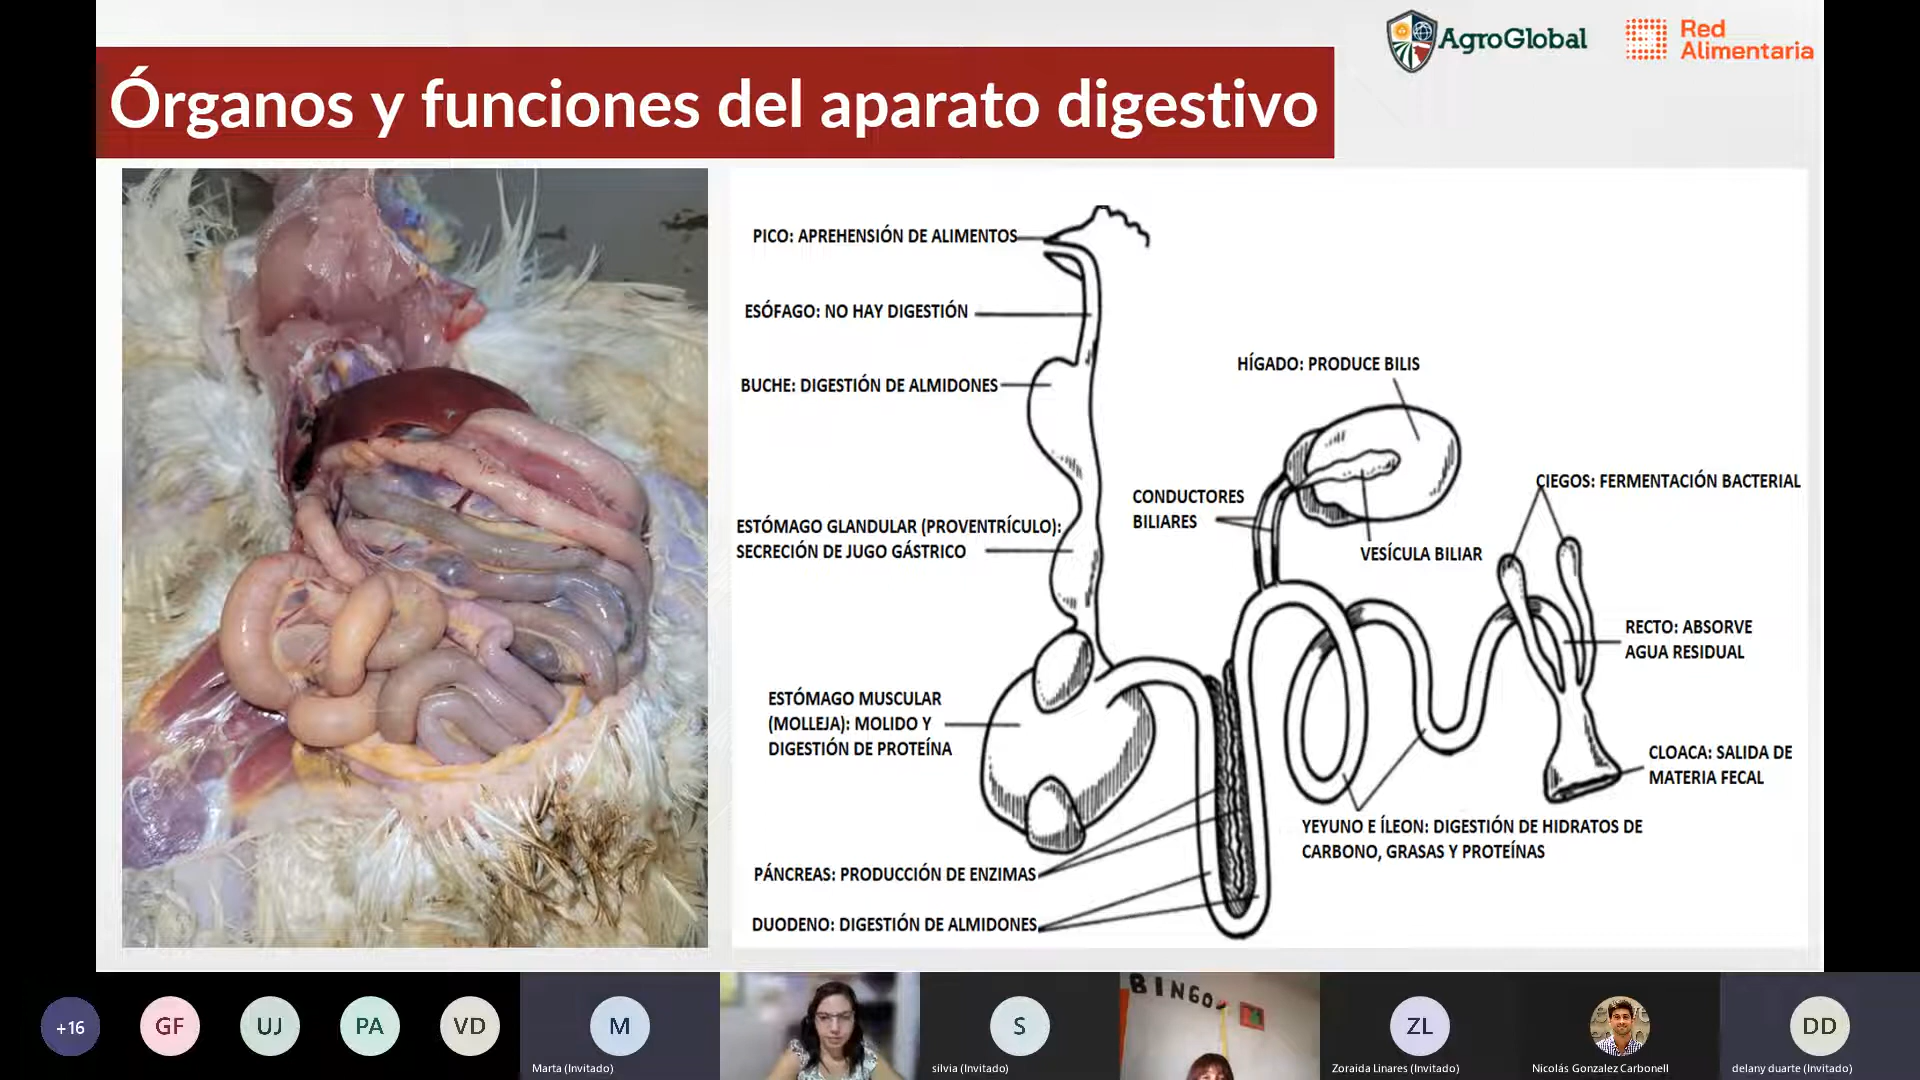 AgroGlobal
Red
Alimentaria
Órganos y funciones del aparato digestivo
PICO: APREHENSIÓN DE ALIMENTOS
ESÓFAGO: NO HAY DIGESTIÓN
BUCHE: DIGESTIÓN DE ALMIDONES
ESTÓMAGO GLANDULAR (PROVENTRÍCULO):
SECRECIÓN DE JUGO GÁSTRICO
ESTÓMAGO MUSCULAR
(MOLLEJA): MOLIDO Y
DIGESTIÓN DE PROTEÍNA
PÁNCREAS: PRODUCCIÓN DE ENZIMAS
DUODENO: DIGESTIÓN DE ALMIDONES
HÍGADO: PRODUCE BILIS
CONDUCTORES
BILIARES
VESÍCULA BILIAR
CIEGOS: FERMENTACIÓN BACTERIAL
RECTO: ABSORVE
AGUA RESIDUAL
CLOACA: SALIDA DE
MATERIA FECAL
YEYUNO E ÍLEON: DIGESTIÓN DE HIDRATOS DE
CARBONO, GRASAS Y PROTEÍNAS
+16
GF
UJ
PA
VD
M
Marta (Invitado)
S
silvia (Invitado)
BINGO
ZL
Zoraida Linares (Invitado)
Nicolás Gonzalez Carbonell
DD
delany duarte (Invitado)